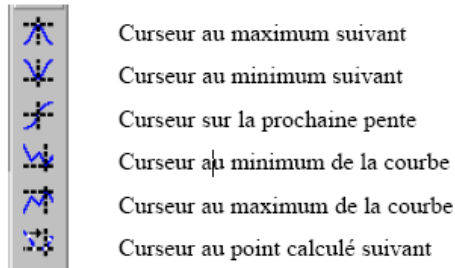 Curseur au maximum suivant
Curseur au minimum suivant
Curseur sur la prochaine pente
Curseur au minimum de la courbe
Curseur au maximum de la courbe
Curseur au point calculé suivant